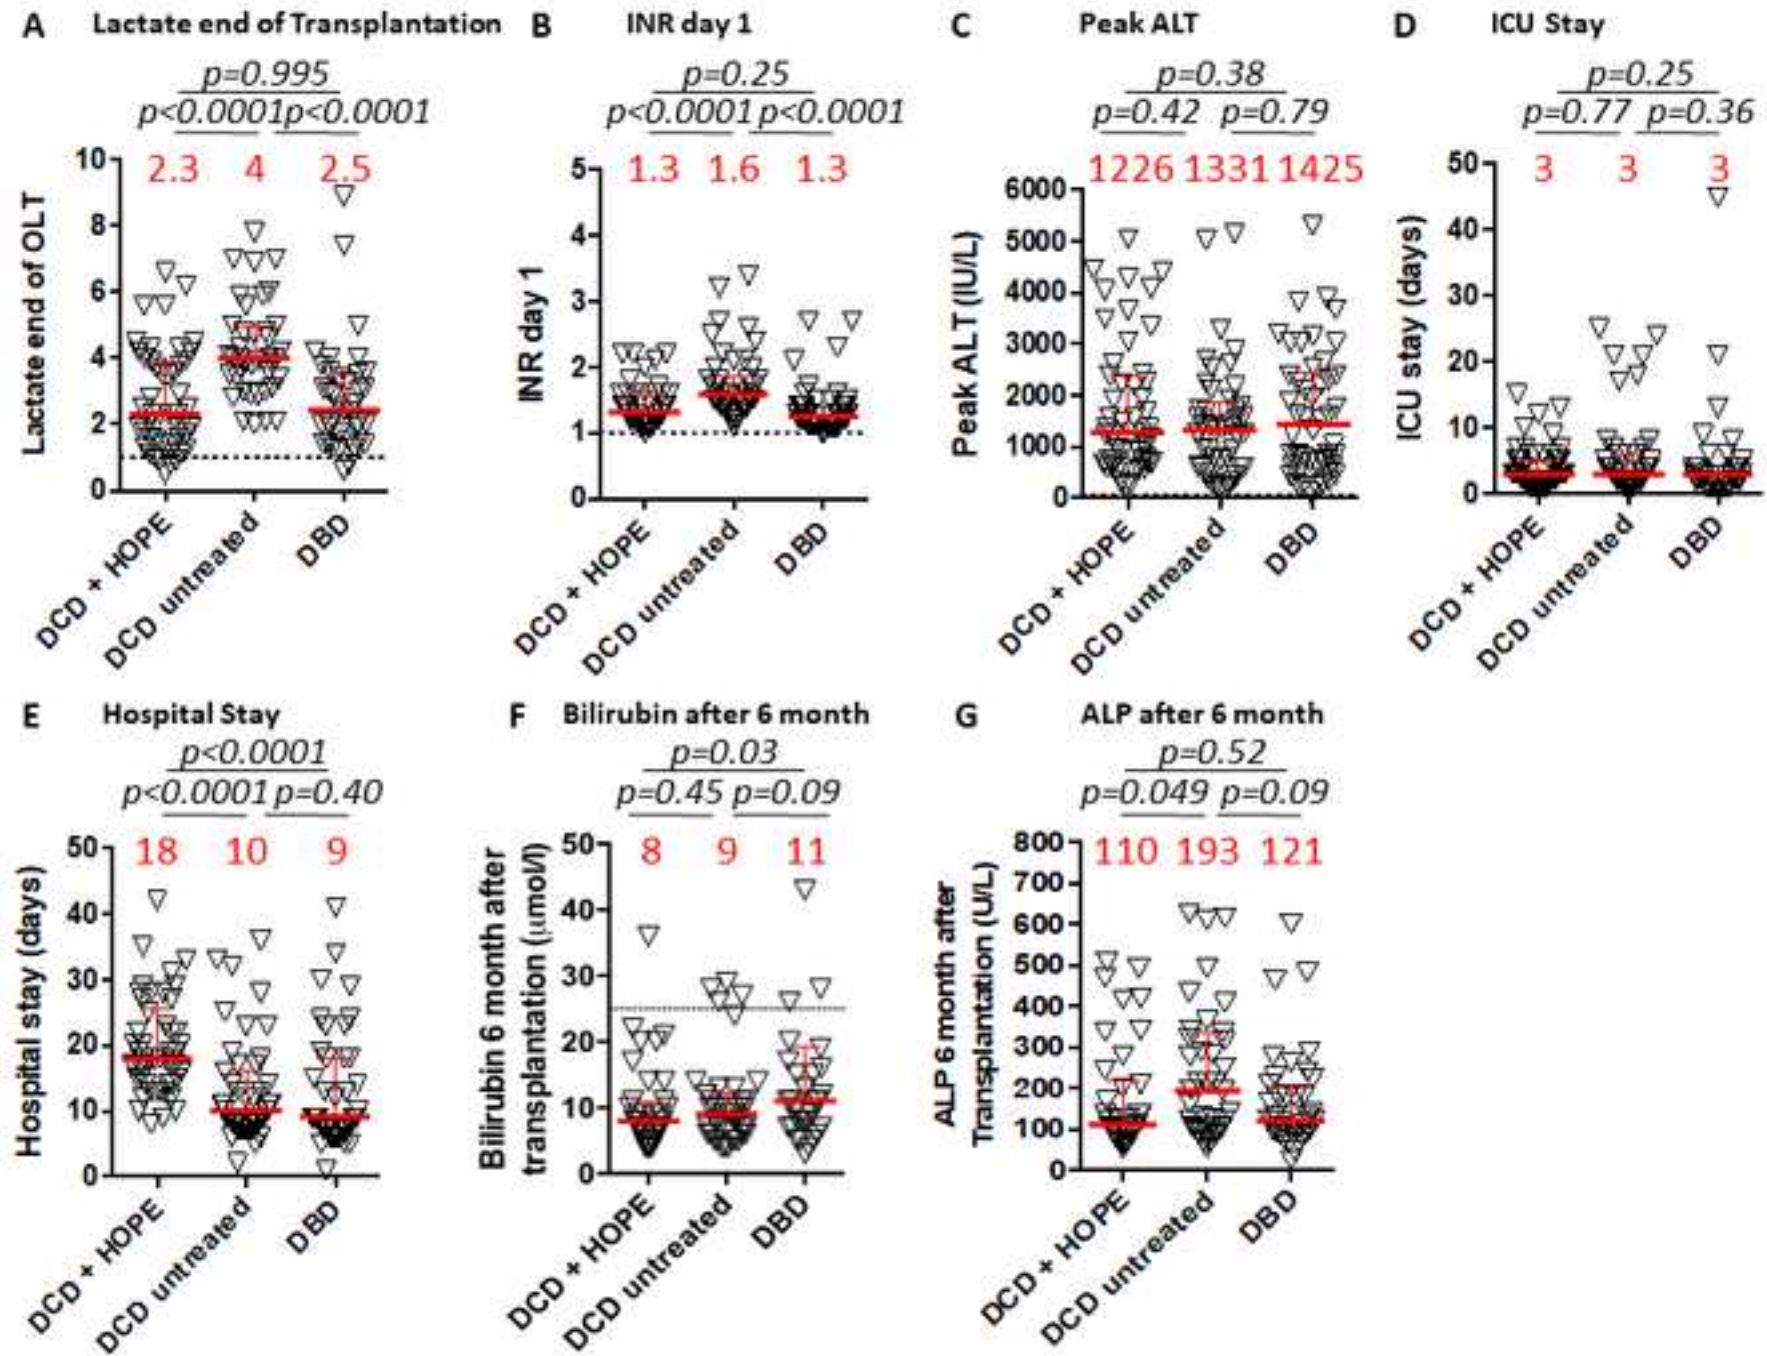 A Lactate end of Transplantation
p=0.995
p<0.0001 p<0.0001
2.3 4 2.5
Lactate end of OLT
10
8
6
4
2
0
DCD + HOPE
DCD untreated
DBD
B INR day 1
p=0.25
p<0.0001 p<0.0001
1.3 1.6 1.3
INR day 1
5
4
3
2
1
0
DCD + HOPE
DCD untreated
DBD
C Peak ALT
p=0.38
p=0.42 p=0.79
1226 1331 1425
Peak ALT (IU/L)
6000
5000
4000
3000
2000
1000
0
DCD + HOPE
DCD untreated
DBD
D ICU Stay
p=0.25
p=0.77 p=0.36
3 3 3
ICU stay (days)
50
40
30
20
10
0
DCD + HOPE
DCD untreated
DBD
E Hospital Stay
p<0.0001
p<0.0001 p=0.40
18 10 9
Hospital stay (days)
50
40
30
20
10
0
DCD + HOPE
DCD untreated
DBD
F Bilirubin after 6 month
p=0.03
p=0.45 p=0.09
8 9 11
Bilirubin 6 month after
transplantation (µmol/l)
50
40
30
20
10
0
DCD + HOPE
DCD untreated
DBD
G ALP after 6 month
p=0.52
p=0.049 p=0.09
110 193 121
ALP 6 month after
Transplantation (U/L)
800
700
600
500
400
300
200
100
0
DCD + HOPE
DCD untreated
DBD